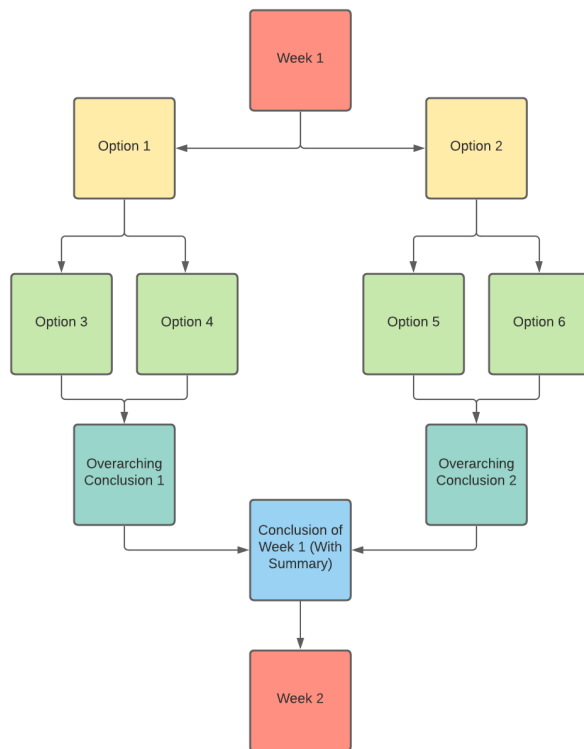 Week 1
Option 1
Option 2
Option 3
Option 4
Option 5
Option 6
Overarching
Conclusion 1
Overarching
Conclusion 2
Conclusion of
Week 1 (With
Summary)
Week 2